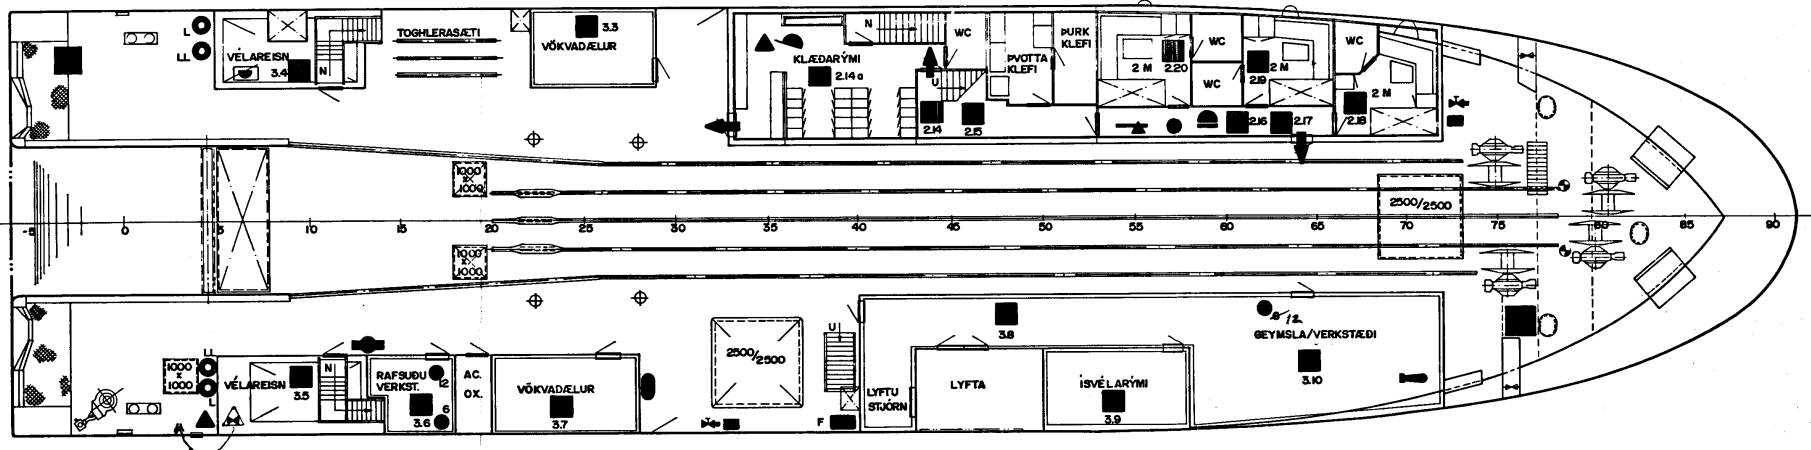 L
LL
VÉLAREISN
3.4
N
TOGHLERASÆTI
3.3
VÖKVADÆLUR
N
KLÆÐARÝMI
2.14 a
WC
U
2.14
2.15
ÞVOTTA
KLEFI
ÞURK
KLEFI
2 M
2.20
WC
WC
2 M
2.19
WC
2 M
2.18
2.16
2.17
1000
x
1000
2500/2500
-5
0
5
10
15
20
25
30
35
40
45
50
55
60
65
70
75
80
85
90
1000
x
1000
LL
1000
x
1000
L
VÉLAREISN
3.5
N
RAFSUÐU
VERKST.
12
3.6
6
AC.
OX.
VÖKVADÆLUR
3.7
2500/2500
U
F
LYFTU
STJÓRN
LYFTA
3.8
ÍSVÉLARÝMI
3.9
GEYMSLA/VERKSTÆÐI
3.10